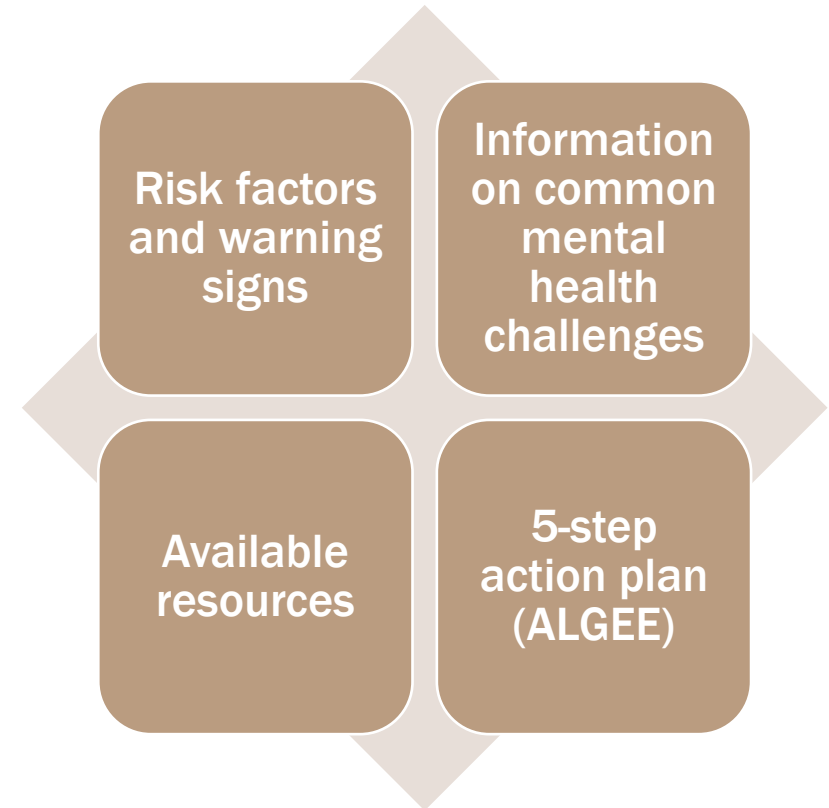 Risk factors
and warning
signs
Information
on common
mental
health
challenges
Available
resources
5-step
action plan
(ALGEE)